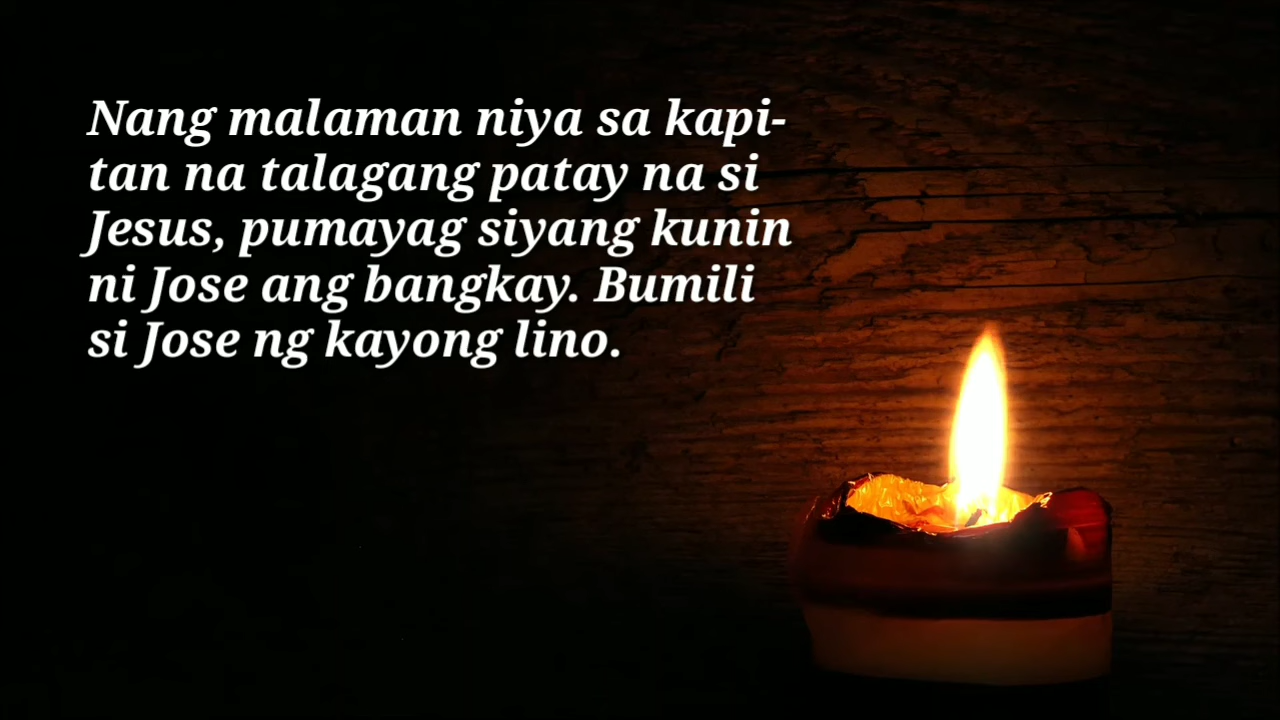 Nang malaman niya sa kapi-
tan na talagang patay na si
Jesus, pumayag siyang kunin
ni Jose ang bangkay. Bumili
si Jose ng kayong lino.